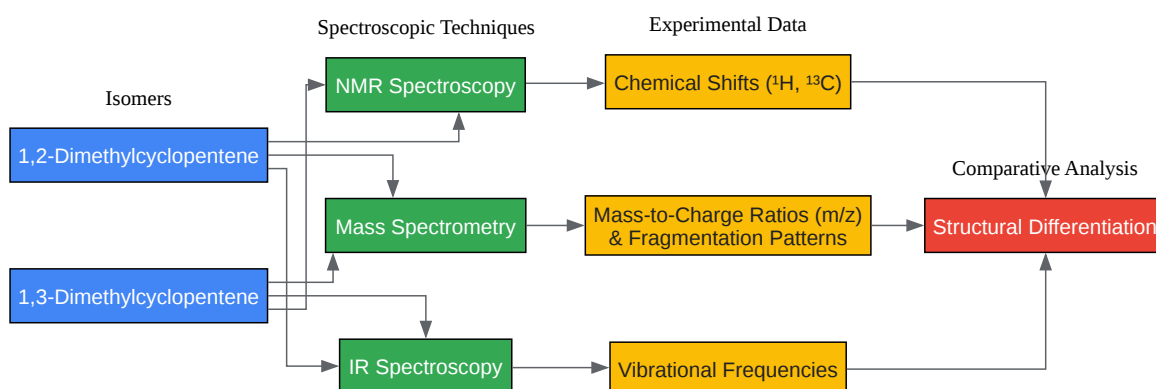 Spectroscopic Techniques
Experimental Data
NMR Spectroscopy
Chemical Shifts (¹H, ¹³C)
Isomers
1,2-Dimethylcyclopentene
Comparative Analysis
Mass Spectrometry
Mass-to-Charge Ratios (m/z)
& Fragmentation Patterns
Structural Differentiation
1,3-Dimethylcyclopentene
IR Spectroscopy
Vibrational Frequencies